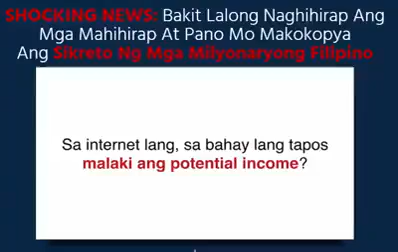 SHOCKING NEWS: Bakit Lalong Naghihirap Ang
Mga Mahihirap At Pano Mo Makokopya
Ang Sikreto Ng Mga Milyonaryong Filipino
Sa internet lang, sa bahay lang tapos
malaki ang potential income?